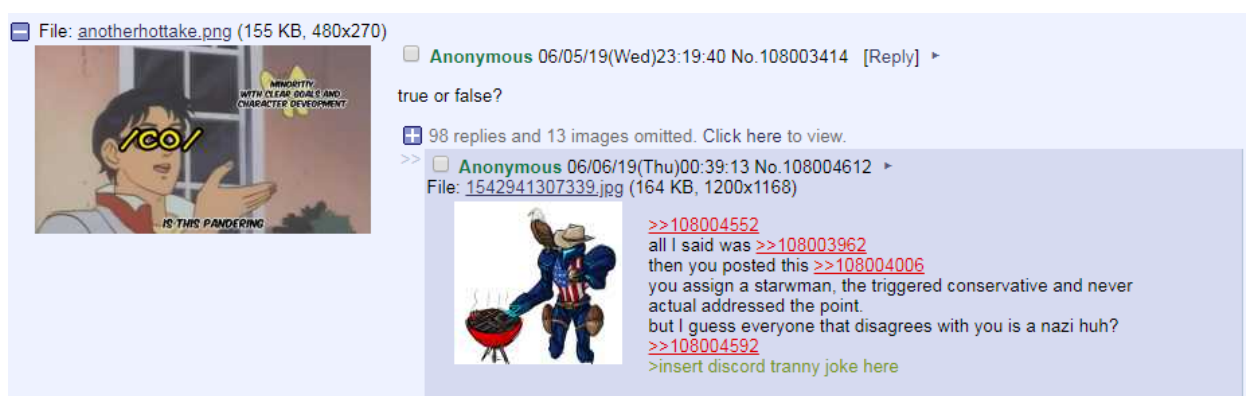 File: anotherhottake.png (155 KB, 480x270)
MINORITIY
WITH CLEAR GOALS AND
CHARACTER DEVEOPMENT
/CO/
IS THIS PANDERING
Anonymous 06/05/19(Wed)23:19:40 No.108003414 [Reply] ►
true or false?
98 replies and 13 images omitted. Click here to view.
>> Anonymous 06/06/19(Thu)00:39:13 No.108004612 ►
File: 1542941307339.jpg (164 KB, 1200x1168)
>>108004552
all I said was >>108003962
then you posted this >>108004006
you assign a starwman, the triggered conservative and never
actual addressed the point.
but I guess everyone that disagrees with you is a nazi huh?
>>108004592
>insert discord tranny joke here